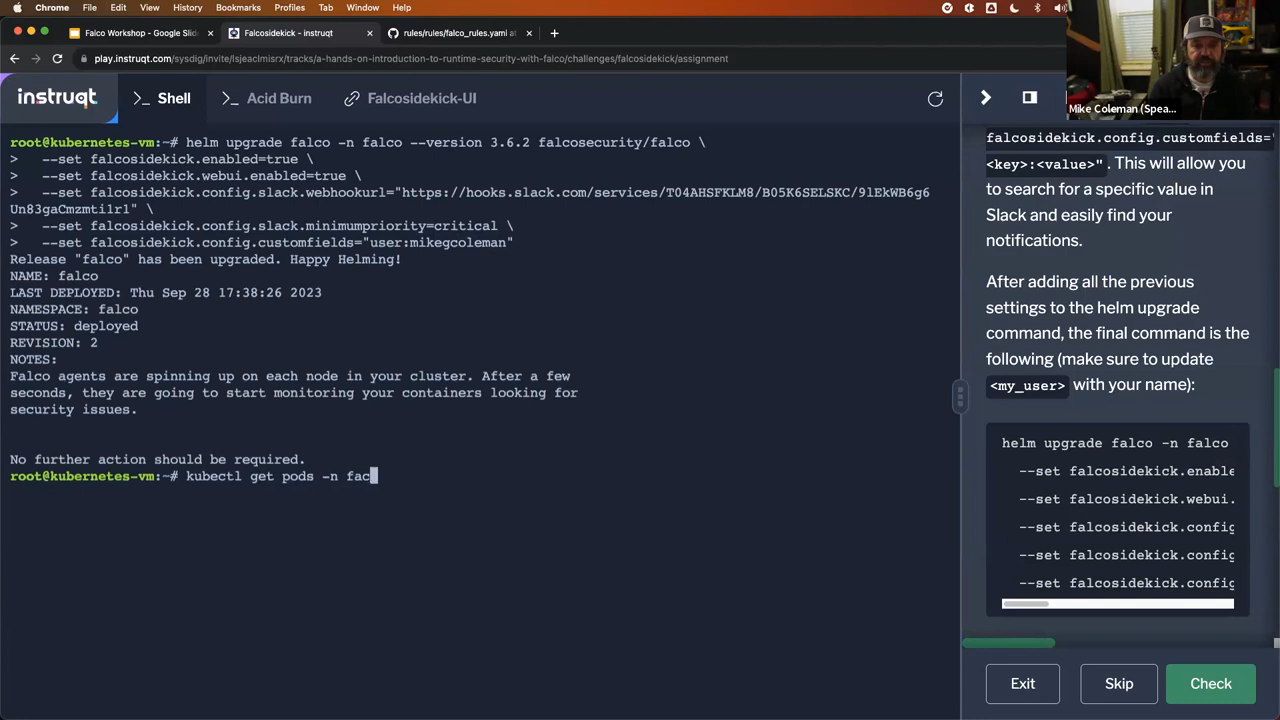 Chrome File Edit View History Bookmarks Profiles Tab Window Help
Falco Workshop - Google Slid × Falcosidekick - instruqt × rules/rules/falco_rules.yaml at × +
play.instruqt.com/sysdig/invite/lsjeaclmisrx/tracks/a-hands-on-introduction-to-runtime-security-with-falco/challenges/falcosidekick/assignment
Mike Coleman (Spea...
instruqt >_ Shell >_ Acid Burn Falcosidekick-UI
root@kubernetes-vm:~# helm upgrade falco -n falco --version 3.6.2 falcosecurity/falco \
> --set falcosidekick.enabled=true \
> --set falcosidekick.webui.enabled=true \
> --set falcosidekick.config.slack.webhookurl="https://hooks.slack.com/services/T04AHSFKLM8/B05K6SELSKC/9lEkWB6g6
Un83gaCmzmti1r1" \
> --set falcosidekick.config.slack.minimumpriority=critical \
> --set falcosidekick.config.customfields="user:mikegcoleman"
Release "falco" has been upgraded. Happy Helming!
NAME: falco
LAST DEPLOYED: Thu Sep 28 17:38:26 2023
NAMESPACE: falco
STATUS: deployed
REVISION: 2
NOTES:
Falco agents are spinning up on each node in your cluster. After a few
seconds, they are going to start monitoring your containers looking for
security issues.
No further action should be required.
root@kubernetes-vm:~# kubectl get pods -n fac
falcosidekick.config.customfields="
<key>:<value>". This will allow you
to search for a specific value in
Slack and easily find your
notifications.
After adding all the previous
settings to the helm upgrade
command, the final command is the
following (make sure to update
<my_user> with your name):
helm upgrade falco -n falco
--set falcosidekick.enable
--set falcosidekick.webui.
--set falcosidekick.config
--set falcosidekick.config
--set falcosidekick.config
Exit Skip Check